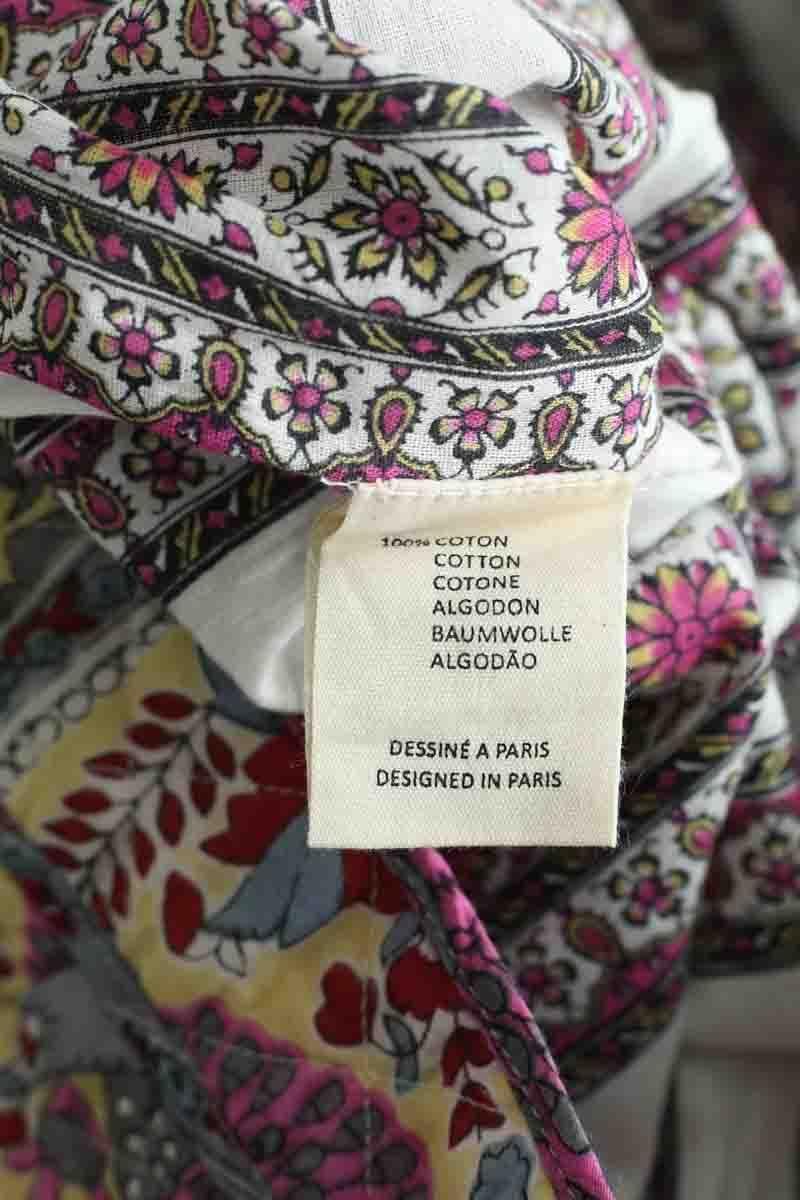 100% COTON
COTTON
COTONE
ALGODON
BAUMWOLLE
ALGODÃO
DESSINÉ A PARIS
DESIGNED IN PARIS